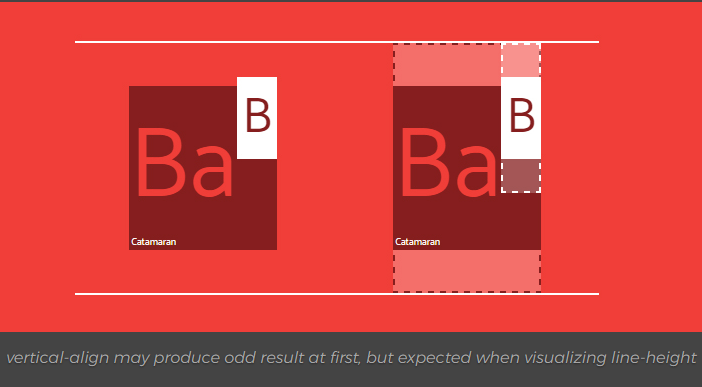 B
B
Ba
Ba
Catamaran
Catamaran
vertical-align may produce odd result at first, but expected when visualizing line-height